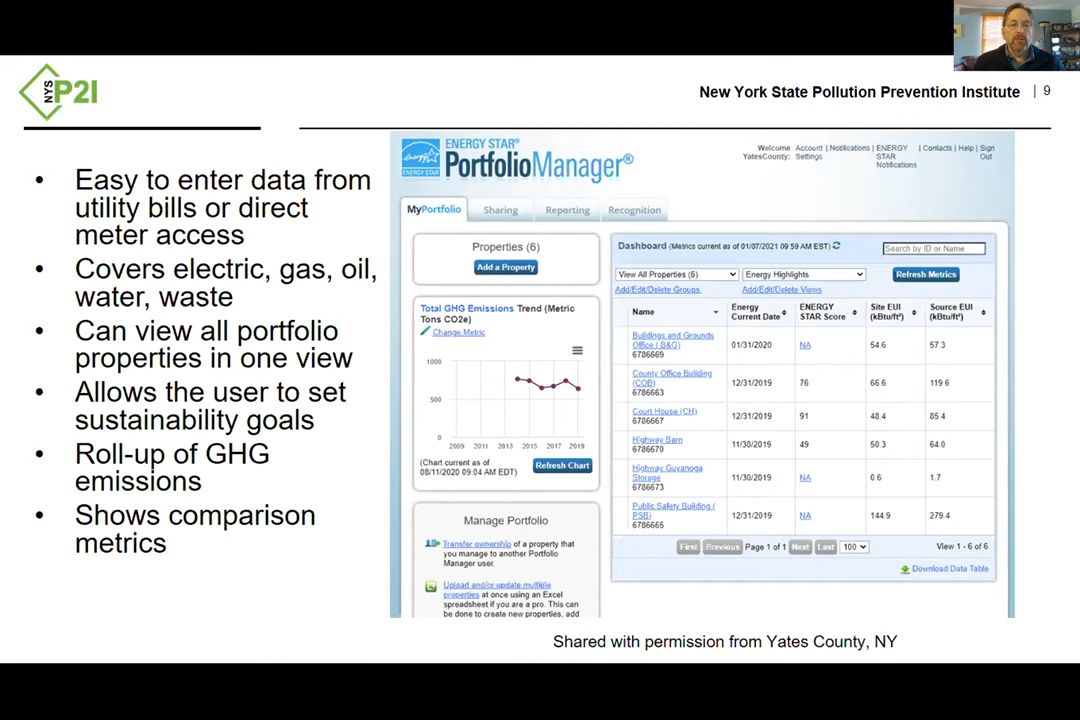 NYS P2I
New York State Pollution Prevention Institute | 9
• Easy to enter data from
utility bills or direct
meter access
• Covers electric, gas, oil,
water, waste
• Can view all portfolio
properties in one view
• Allows the user to set
sustainability goals
• Roll-up of GHG
emissions
• Shows comparison
metrics
ENERGY STAR
ENERGY STAR®
PortfolioManager®
Welcome
YatesCounty:
Account
Settings
| Notifications |
ENERGY
STAR
Notifications
| Contacts | Help | Sign
Out
MyPortfolio
Sharing
Reporting
Recognition
Properties (6)
Add a Property
Total GHG Emissions Trend (Metric
Tons CO2e)
Change Metric
1000
500
0
2009 2011 2013 2015 2017 2019
(Chart current as of
08/11/2020 09:04 AM EDT)
Refresh Chart
Manage Portfolio
Transfer ownership of a property that
you manage to another Portfolio
Manager user.
Upload and/or update multiple
properties at once using an Excel
spreadsheet if you are a pro. This can
be done to create new properties, add
Dashboard (Metrics current as of 01/07/2021 09:59 AM EST)
Search by ID or Name
View All Properties (6)
Energy Highlights
Refresh Metrics
Add/Edit/Delete Groups
Add/Edit/Delete Views
Name
Energy
Current Date
ENERGY
STAR Score
Site EUI
(kBtu/ft²)
Source EUI
(kBtu/ft²)
Buildings and Grounds
Office ( B&G)
6786669
01/31/2020 NA 54.6 57.3
County Office Building
(COB)
6786663
12/31/2019 76 66.6 119.6
Court House (CH)
6786667
12/31/2019 91 48.4 85.4
Highway Barn
6786670
11/30/2019 49 50.3 64.0
Highway Guyanoga
Storage
6786673
11/30/2019 NA 0.6 1.7
Public Safety Building (
PSB)
6786665
12/31/2019 NA 144.9 279.4
First Previous Page 1 of 1 Next Last 100
View 1 - 6 of 6
Download Data Table
Shared with permission from Yates County, NY